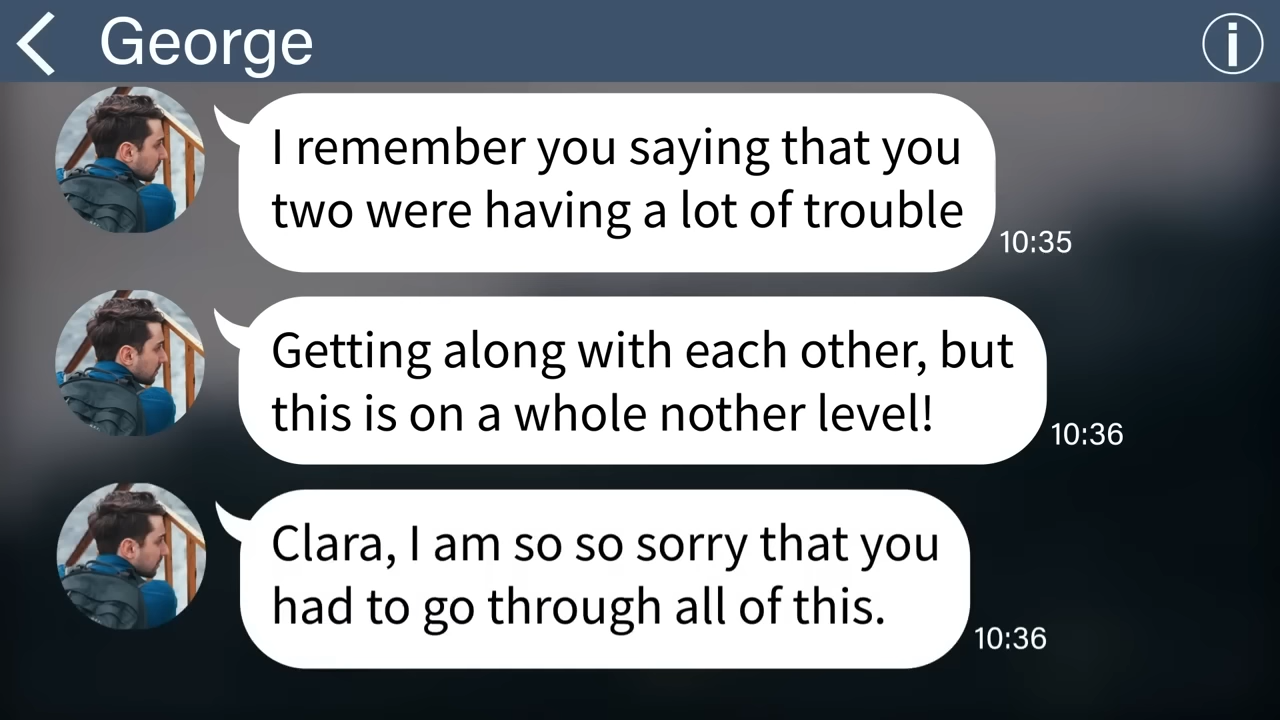 George
I remember you saying that you
two were having a lot of trouble
10:35
Getting along with each other, but
this is on a whole nother level!
10:36
Clara, I am so so sorry that you
had to go through all of this.
10:36